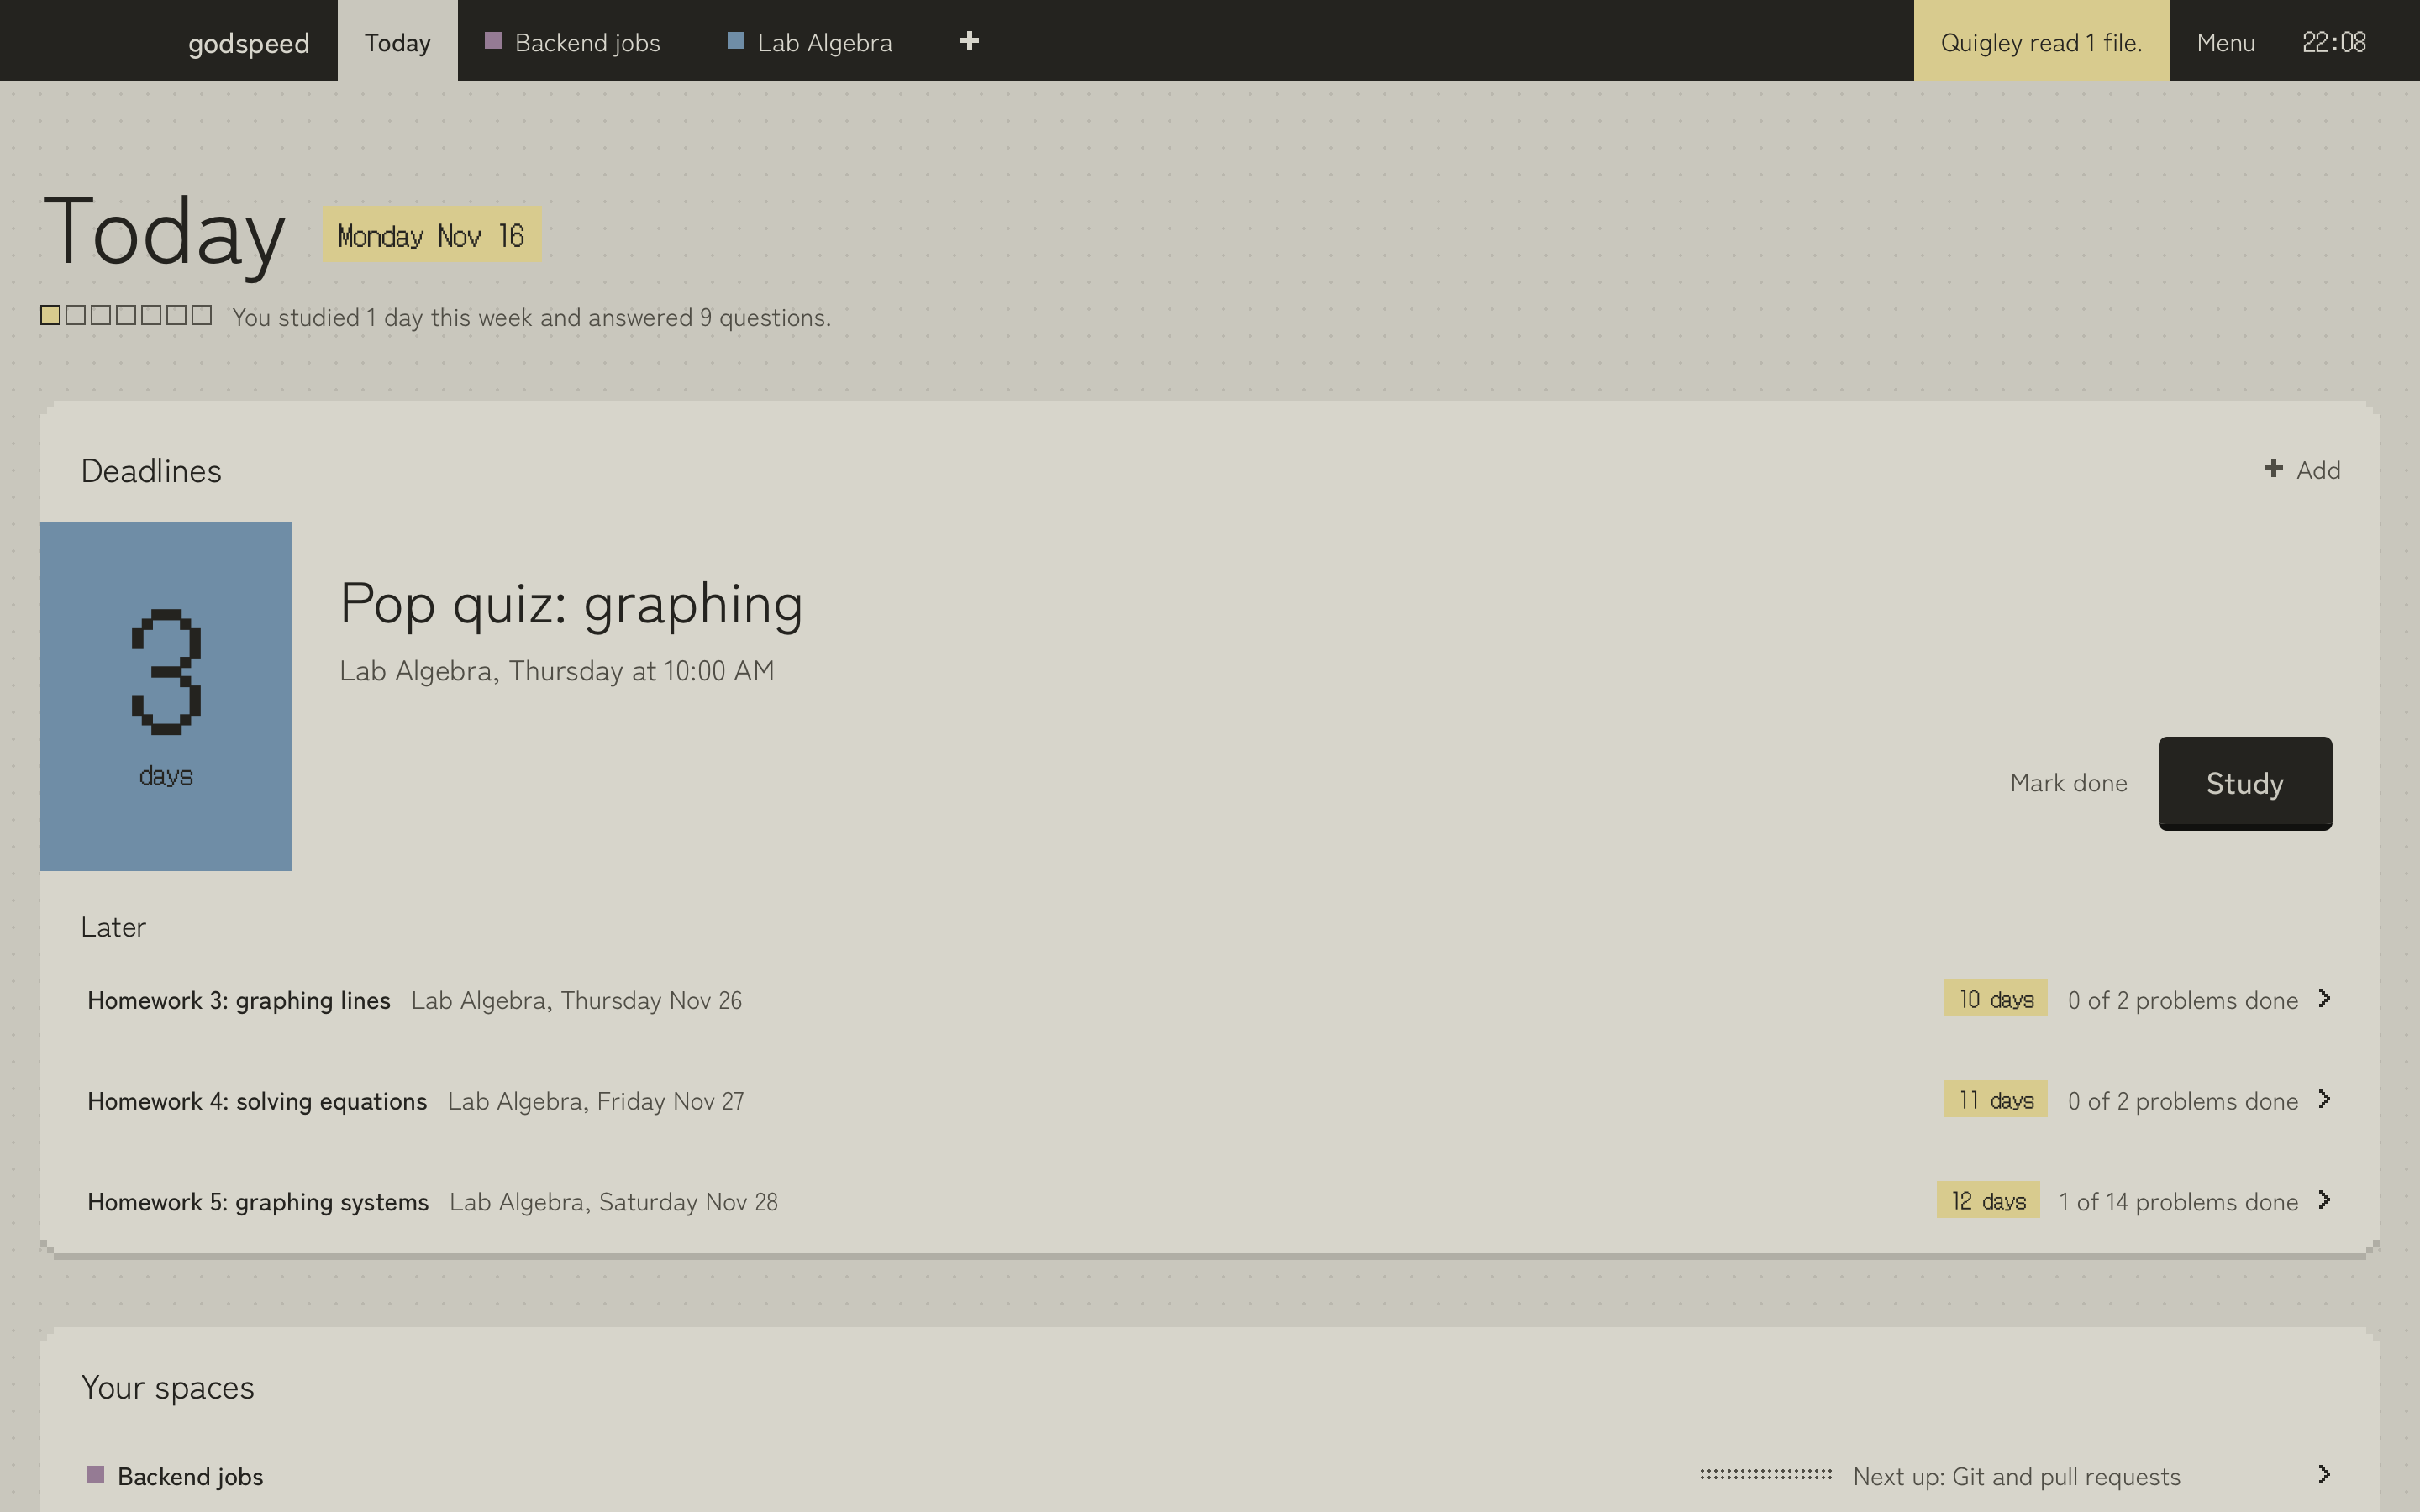 godspeed Today Backend jobs Lab Algebra Quigley read 1 file. Menu 22:08
Today Monday Nov 16
You studied 1 day this week and answered 9 questions.
Deadlines Add
3 days
Pop quiz: graphing
Lab Algebra, Thursday at 10:00 AM
Mark done Study
Later
Homework 3: graphing lines Lab Algebra, Thursday Nov 26 10 days 0 of 2 problems done
Homework 4: solving equations Lab Algebra, Friday Nov 27 11 days 0 of 2 problems done
Homework 5: graphing systems Lab Algebra, Saturday Nov 28 12 days 1 of 14 problems done
Your spaces
Backend jobs Next up: Git and pull requests